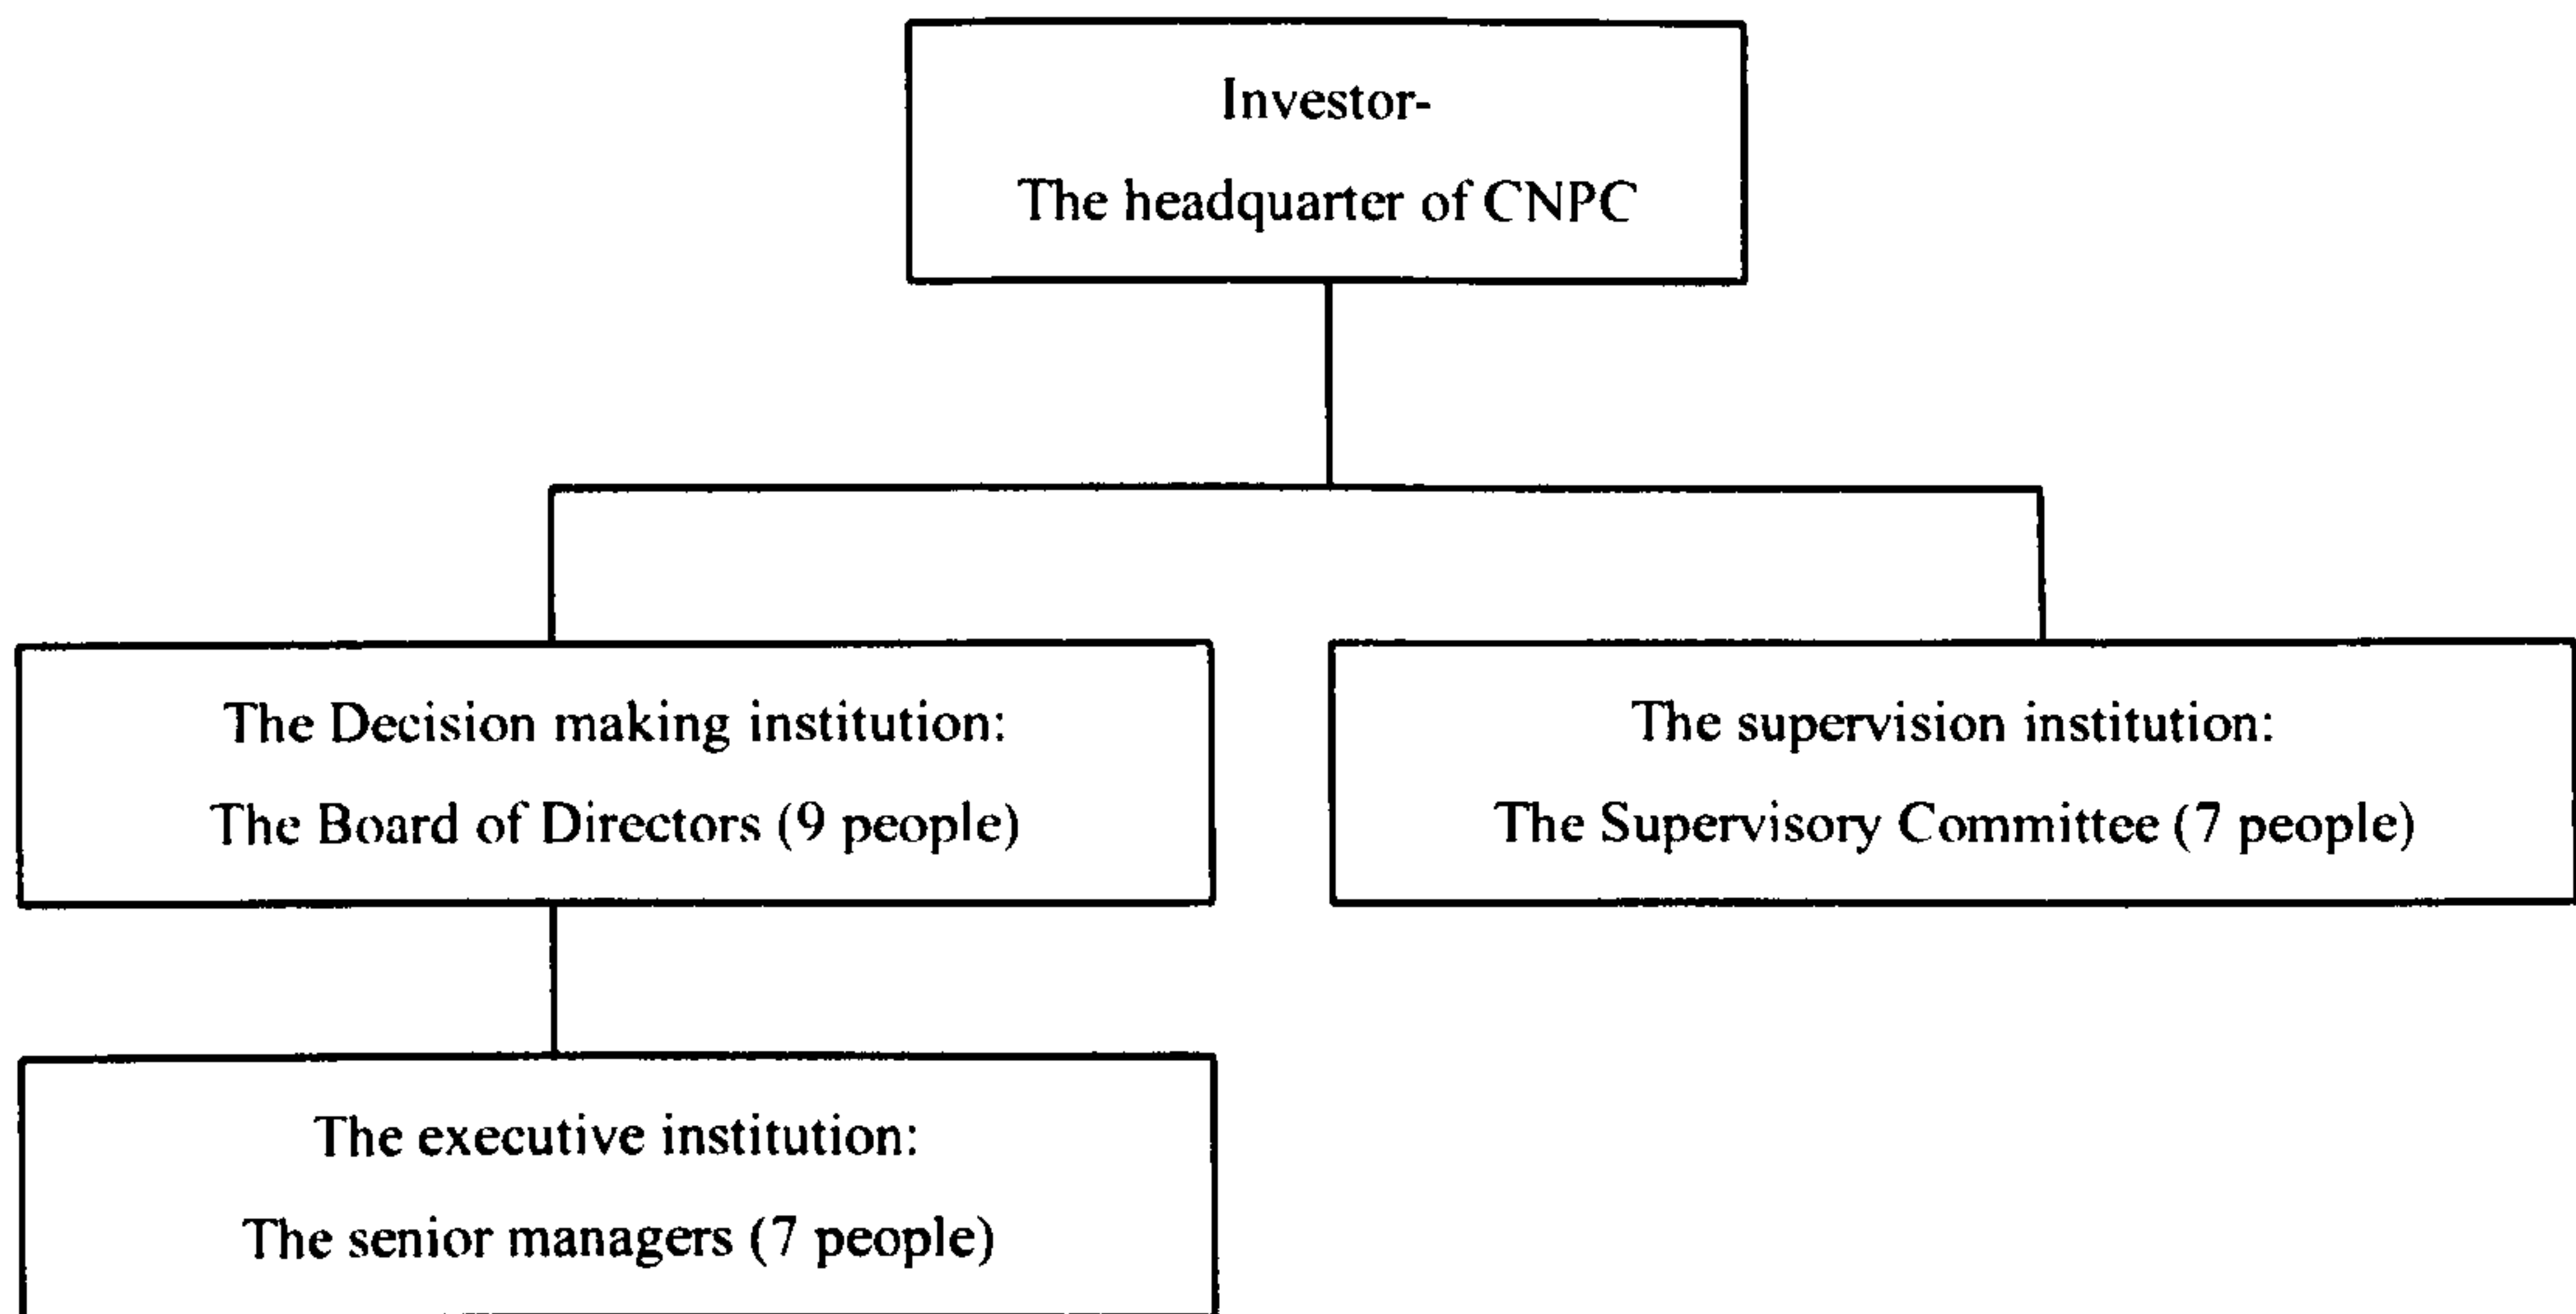 Investor-
The headquarter of CNPC
The Decision making institution:
The Board of Directors (9 people)
The supervision institution:
The Supervisory Committee (7 people)
The executive institution:
The senior managers (7 people)